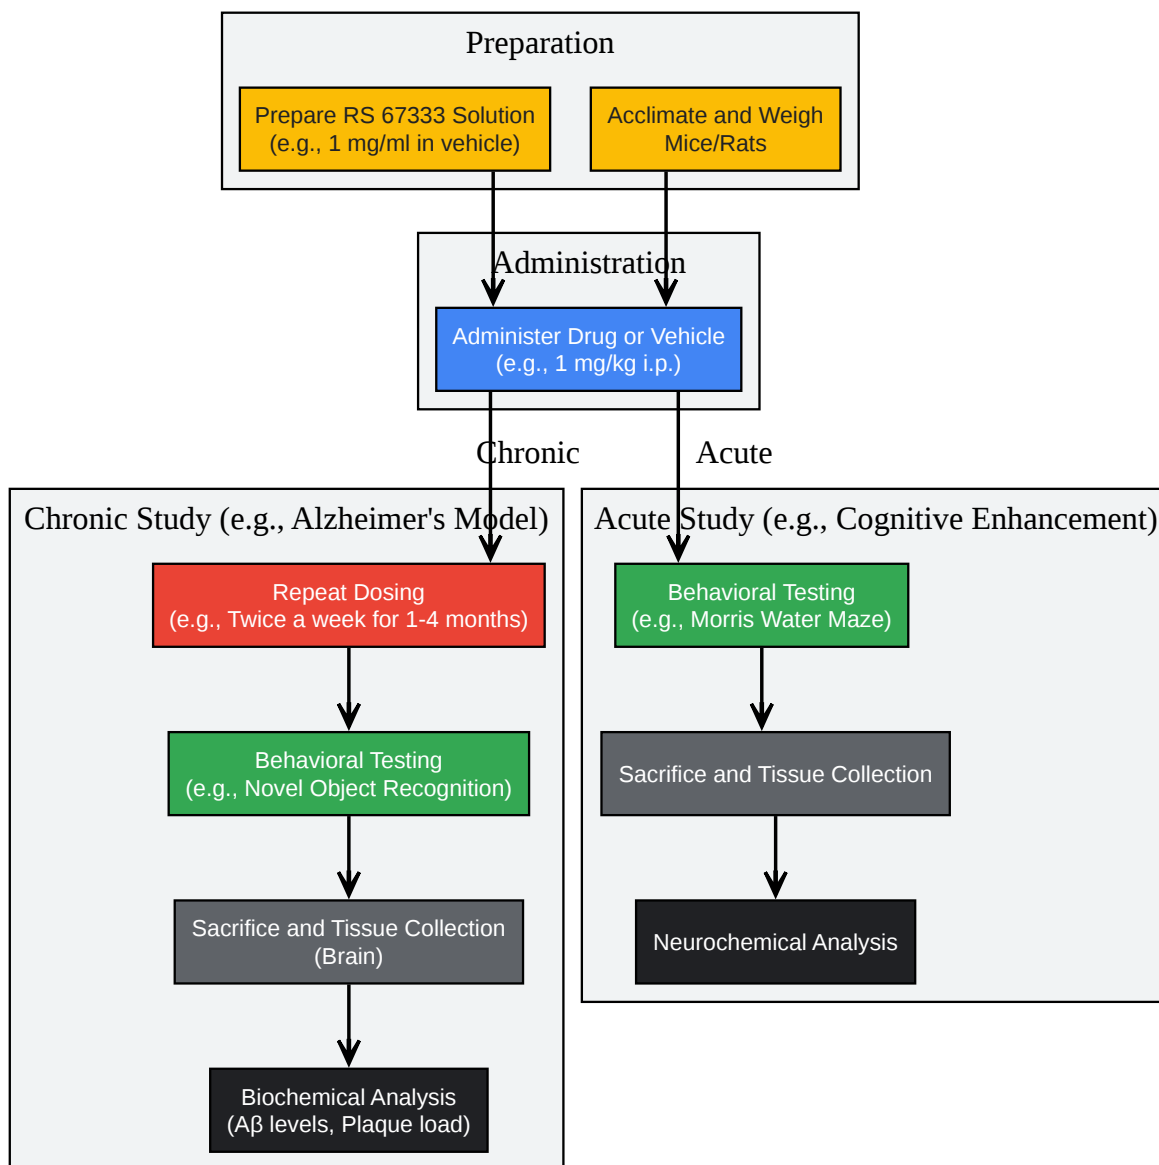 Preparation
Prepare RS 67333 Solution
(e.g., 1 mg/ml in vehicle)
Acclimate and Weigh
Mice/Rats
Administration
Administer Drug or Vehicle
(e.g., 1 mg/kg i.p.)
Chronic
Acute
Chronic Study (e.g., Alzheimer's Model)
Repeat Dosing
(e.g., Twice a week for 1-4 months)
Behavioral Testing
(e.g., Novel Object Recognition)
Sacrifice and Tissue Collection
(Brain)
Biochemical Analysis
(Aβ levels, Plaque load)
Acute Study (e.g., Cognitive Enhancement)
Behavioral Testing
(e.g., Morris Water Maze)
Sacrifice and Tissue Collection
Neurochemical Analysis